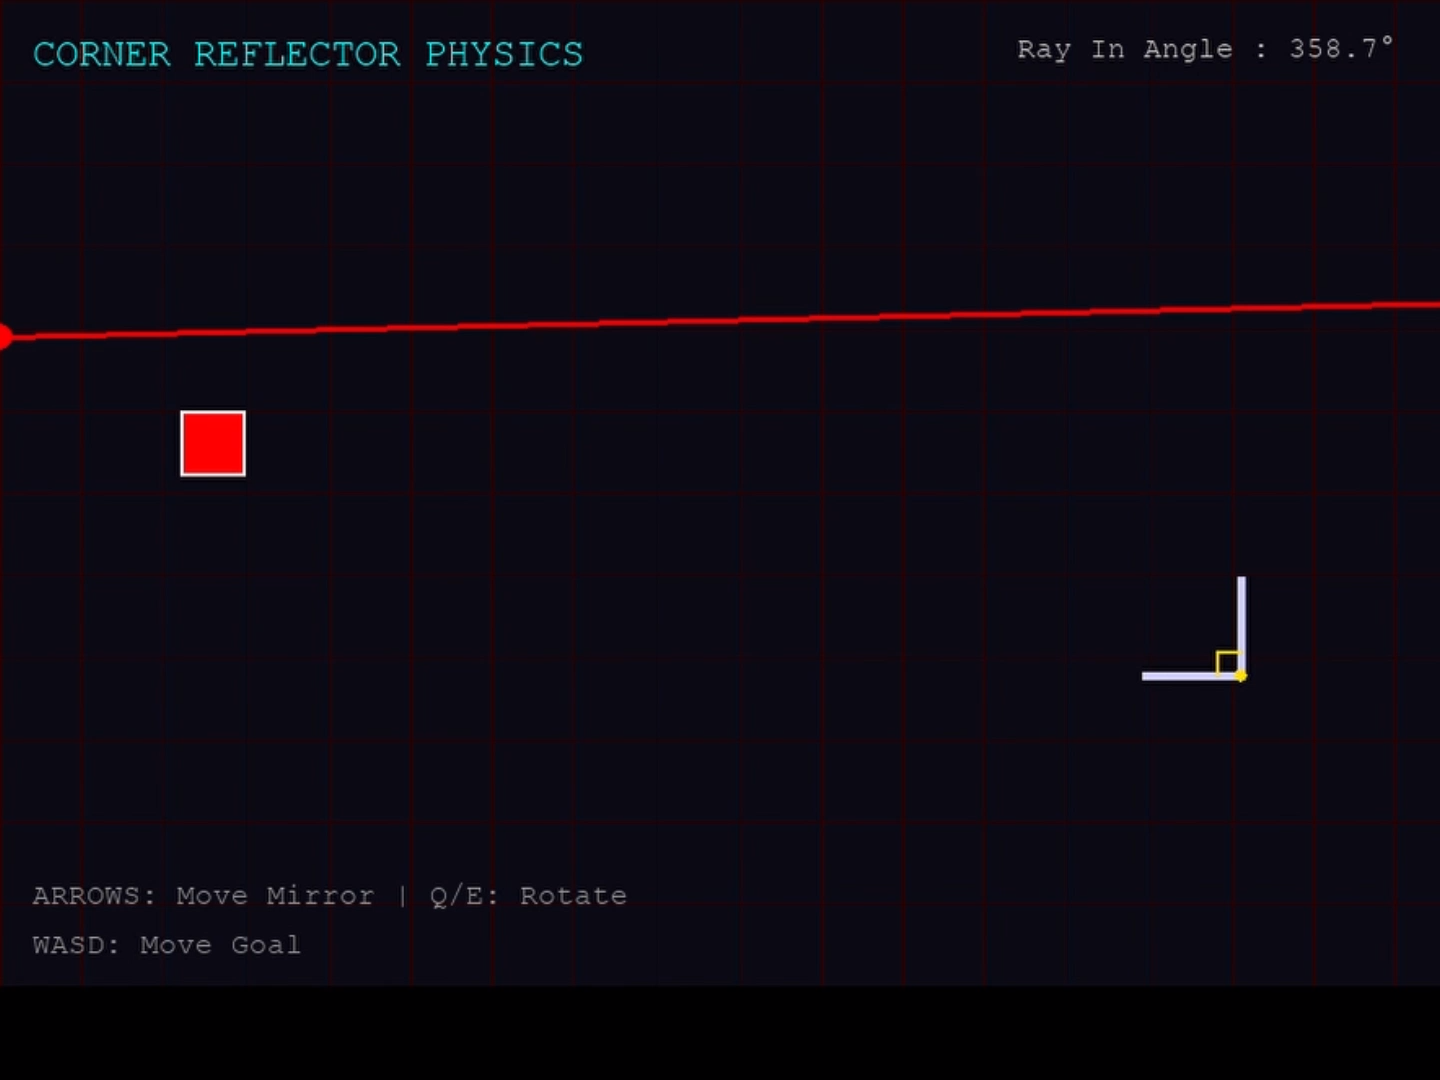 CORNER REFLECTOR PHYSICS
Ray In Angle : 358.7°
ARROWS: Move Mirror | Q/E: Rotate
WASD: Move Goal